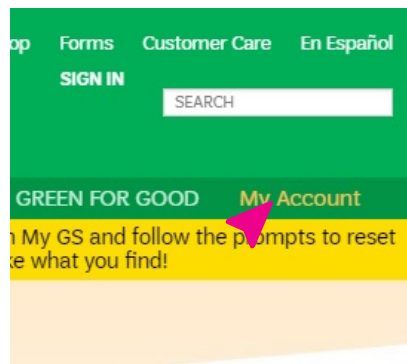 op Forms Customer Care En Español
SIGN IN
SEARCH
GREEN FOR GOOD My Account
My GS and follow the prompts to reset
ke what you find!